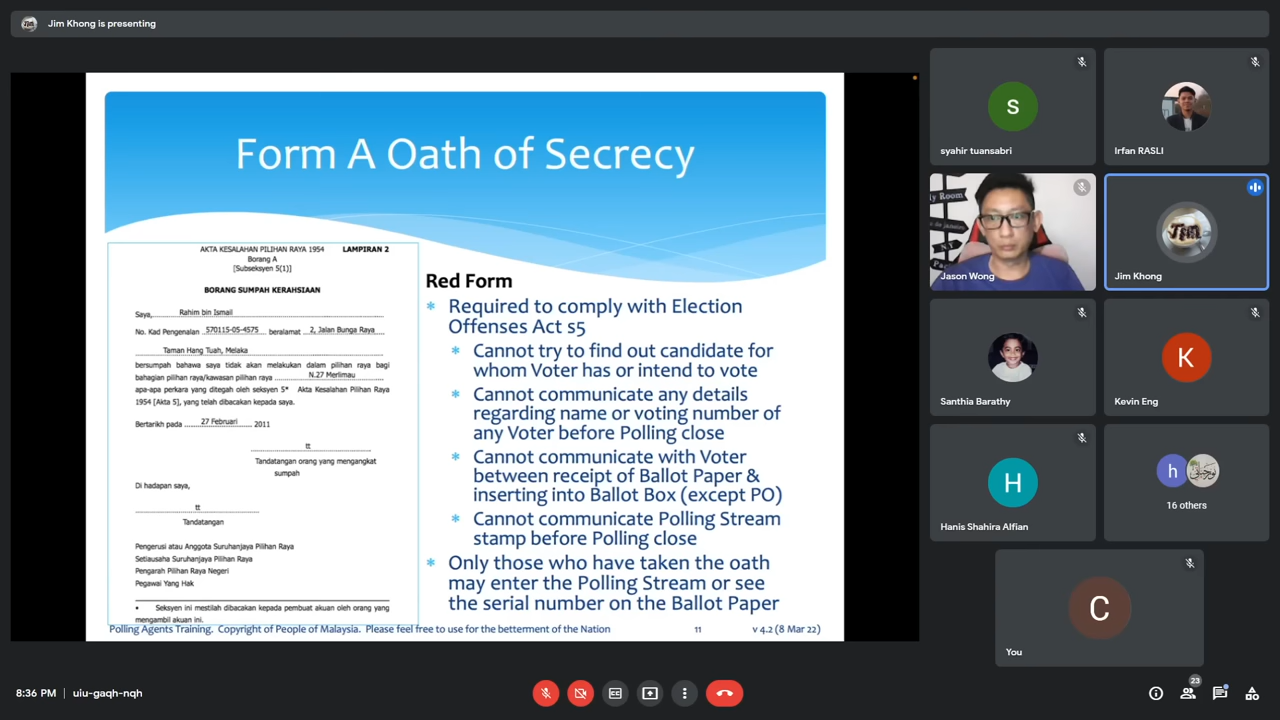 Jim Khong is presenting
Form A Oath of Secrecy
AKTA KESALAHAN PILIHAN RAYA 1954 LAMPIRAN 2
Borang A
[Subseksyen 5(1)]
BORANG SUMPAH KERAHSIAAN
Saya, Rahim bin Ismail
No. Kad Pengenalan 570115-05-4575 beralamat 2, Jalan Bunga Raya
Taman Hang Tuah, Melaka
bersumpah bahawa saya tidak akan melakukan dalam pilihan raya bagi
bahagian pilihan raya/kawasan pilihan raya N.27 Merlimau
apa-apa perkara yang ditegah oleh seksyen 5* Akta Kesalahan Pilihan Raya
1954 [Akta 5], yang telah dibacakan kepada saya.
Bertarikh pada 27 Februari 2011
tt
Tandatangan orang yang mengangkat
sumpah
Di hadapan saya,
tt
Tandatangan
Pengerusi atau Anggota Suruhanjaya Pilihan Raya
Setiausaha Suruhanjaya Pilihan Raya
Pengarah Pilihan Raya Negeri
Pegawai Yang Hak
• Seksyen ini mestilah dibacakan kepada pembuat akuan oleh orang yang
mengambil akuan ini.
Red Form
* Required to comply with Election
Offenses Act s5
* Cannot try to find out candidate for
whom Voter has or intend to vote
* Cannot communicate any details
regarding name or voting number of
any Voter before Polling close
* Cannot communicate with Voter
between receipt of Ballot Paper &
inserting into Ballot Box (except PO)
* Cannot communicate Polling Stream
stamp before Polling close
* Only those who have taken the oath
may enter the Polling Stream or see
the serial number on the Ballot Paper
Polling Agents Training. Copyright of People of Malaysia. Please feel free to use for the betterment of the Nation 11 v 4.2 (8 Mar 22)
s
syahir tuansabri
Irfan RASLI
Jason Wong
Jim Khong
Santhia Barathy
K
Kevin Eng
H
Hanis Shahira Alfian
h
16 others
C
You
8:36 PM | uiu-gaqh-nqh
23